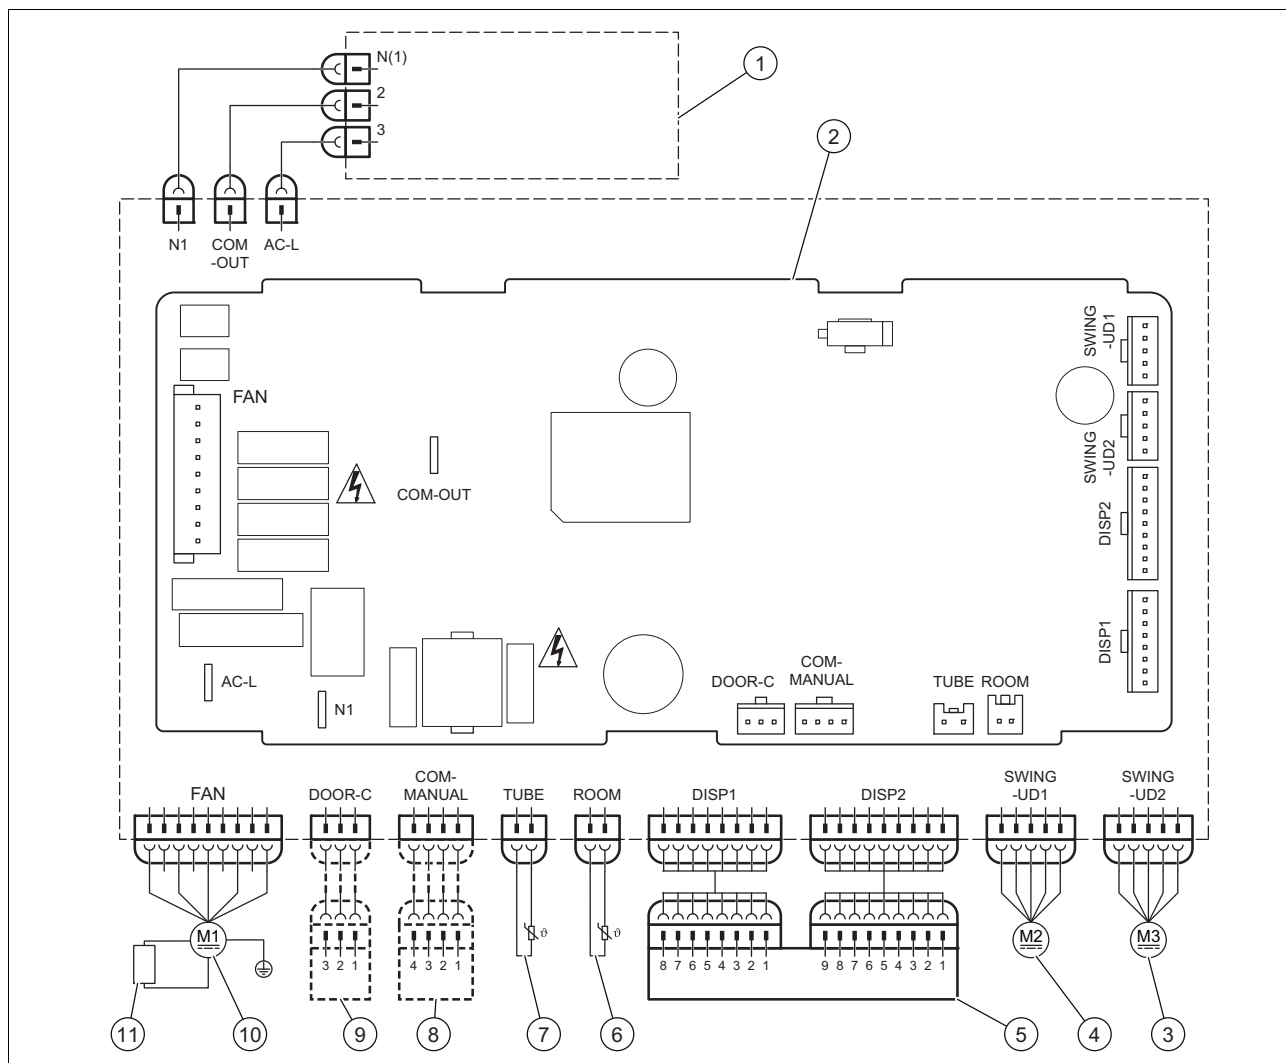 N(1)
2
3
1
2
N1
COM
-OUT
AC-L
SWING
-UD1
FAN
SWING
-UD2
COM-OUT
DISP2
DISP1
AC-L
N1
DOOR-C
COM-
MANUAL
TUBE
ROOM
FAN
DOOR-C
COM-
MANUAL
TUBE
ROOM
DISP1
DISP2
SWING
-UD1
SWING
-UD2
M1
ϑ
ϑ
M2
M3
3 2 1
4 3 2 1
8 7 6 5 4 3 2 1
9 8 7 6 5 4 3 2 1
11
10
9
8
7
6
5
4
3